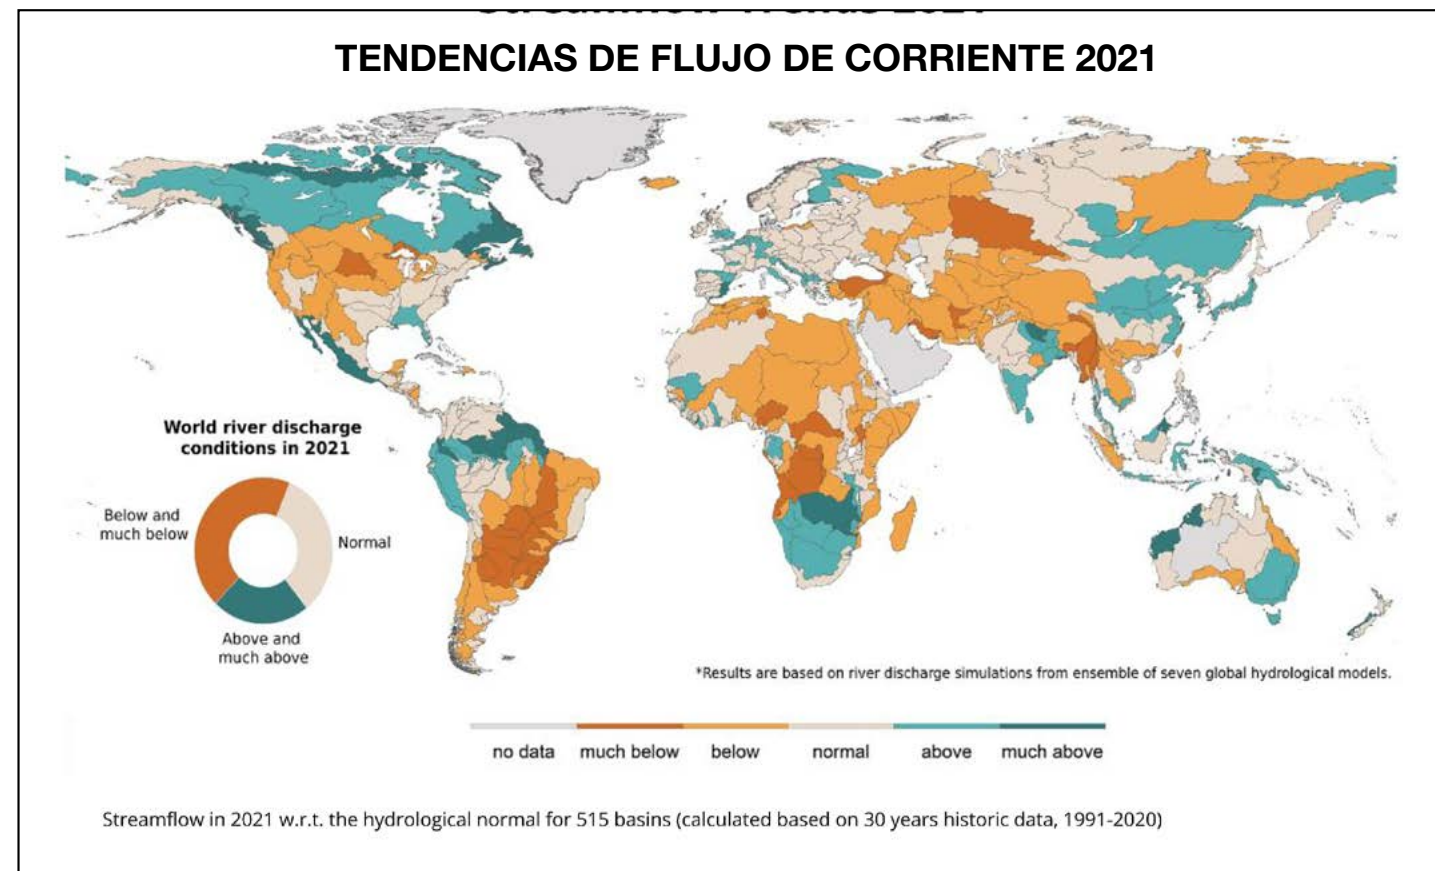 TENDENCIAS DE FLUJO DE CORRIENTE 2021
World river discharge
conditions in 2021
Below and
much below
Normal
Above and
much above
*Results are based on river discharge simulations from ensemble of seven global hydrological models.
no data much below below normal above much above
Streamflow in 2021 w.r.t. the hydrological normal for 515 basins (calculated based on 30 years historic data, 1991-2020)